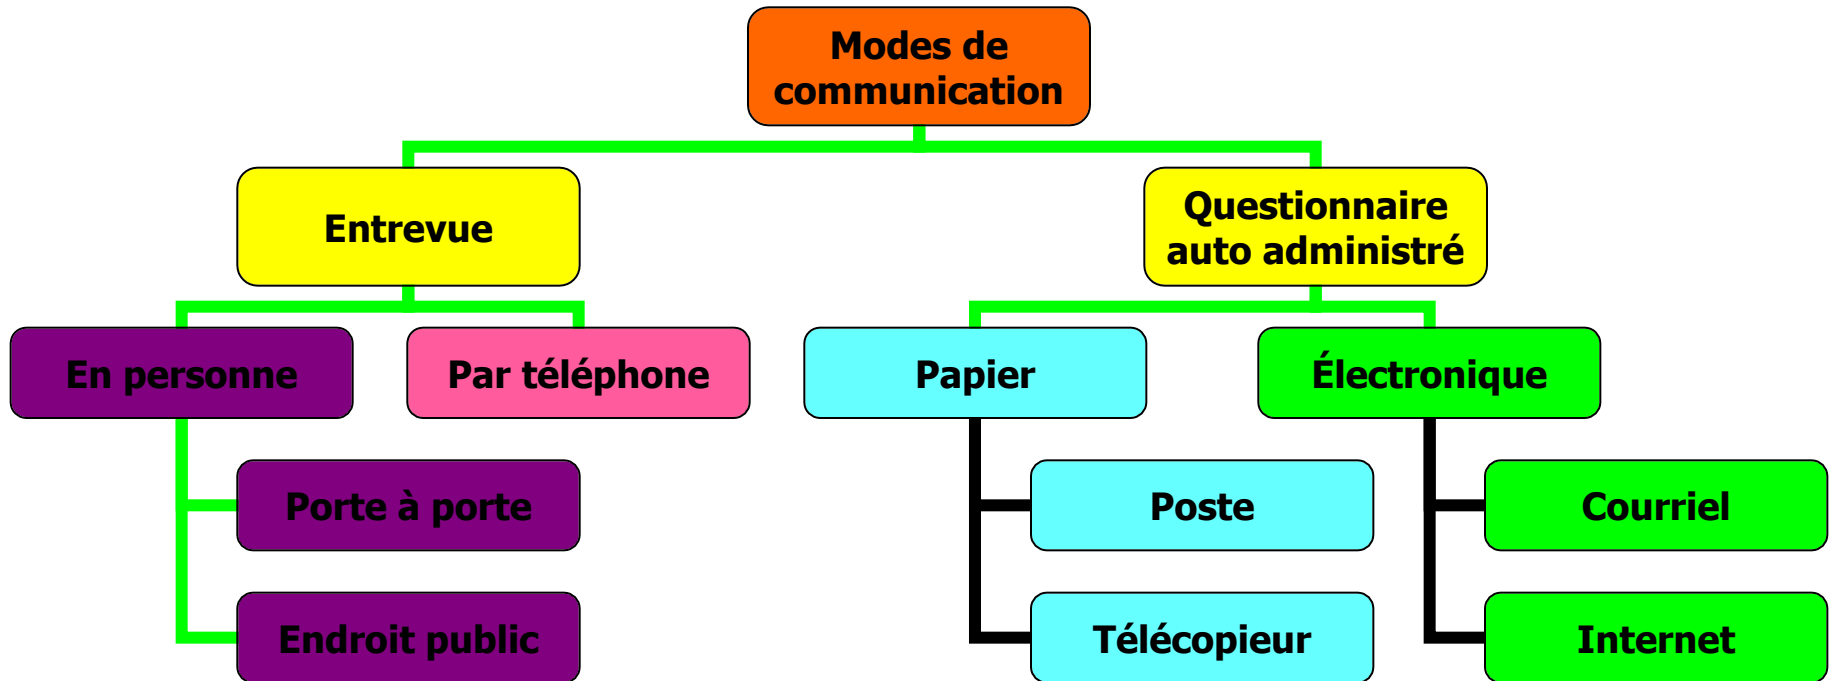 Modes de
communication
Entrevue
Questionnaire
auto administré
En personne
Par téléphone
Papier
Électronique
Porte à porte
Poste
Courriel
Endroit public
Télécopieur
Internet